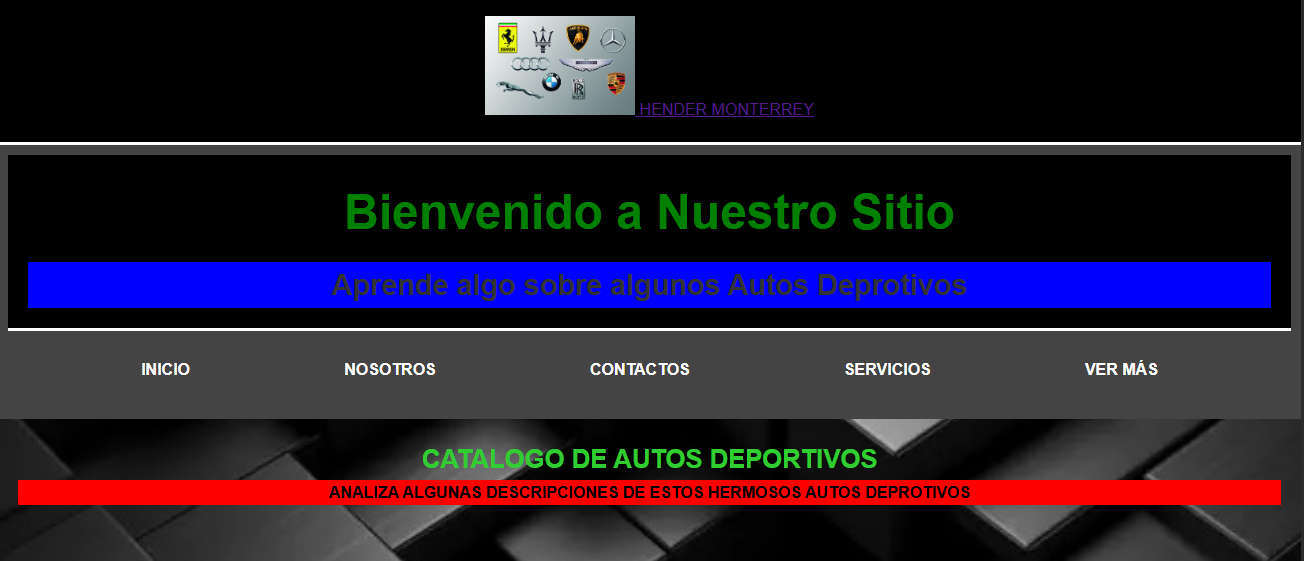 HENDER MONTERREY
Bienvenido a Nuestro Sitio
Aprende algo sobre algunos Autos Deprotivos
INICIO NOSOTROS CONTACTOS SERVICIOS VER MÁS
CATALOGO DE AUTOS DEPORTIVOS
ANALIZA ALGUNAS DESCRIPCIONES DE ESTOS HERMOSOS AUTOS DEPROTIVOS